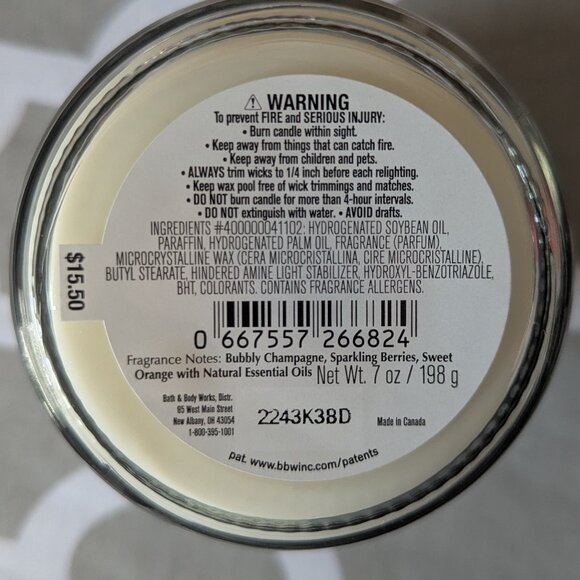 ⚠ WARNING
To prevent FIRE and SERIOUS INJURY:
• Burn candle within sight.
• Keep away from things that can catch fire.
• Keep away from children and pets.
• ALWAYS trim wicks to 1/4 inch before each relighting.
• Keep wax pool free of wick trimmings and matches.
• DO NOT burn candle for more than 4-hour intervals.
• DO NOT extinguish with water. • AVOID drafts.
INGREDIENTS #400000041102: HYDROGENATED SOYBEAN OIL,
PARAFFIN, HYDROGENATED PALM OIL, FRAGRANCE (PARFUM),
MICROCRYSTALLINE WAX (CERA MICROCRISTALLINA, CIRE MICROCRISTALLINE),
BUTYL STEARATE, HINDERED AMINE LIGHT STABILIZER, HYDROXYL-BENZOTRIAZOLE,
BHT, COLORANTS. CONTAINS FRAGRANCE ALLERGENS.
$15.50
0 667557 266824
Fragrance Notes: Bubbly Champagne, Sparkling Berries, Sweet
Orange with Natural Essential Oils Net Wt. 7 oz / 198 g
Bath & Body Works, Distr.
95 West Main Street
New Albany, OH 43054
1-800-395-1001
2243K3BD
Made in Canada
pat. www.bbwinc.com/patents